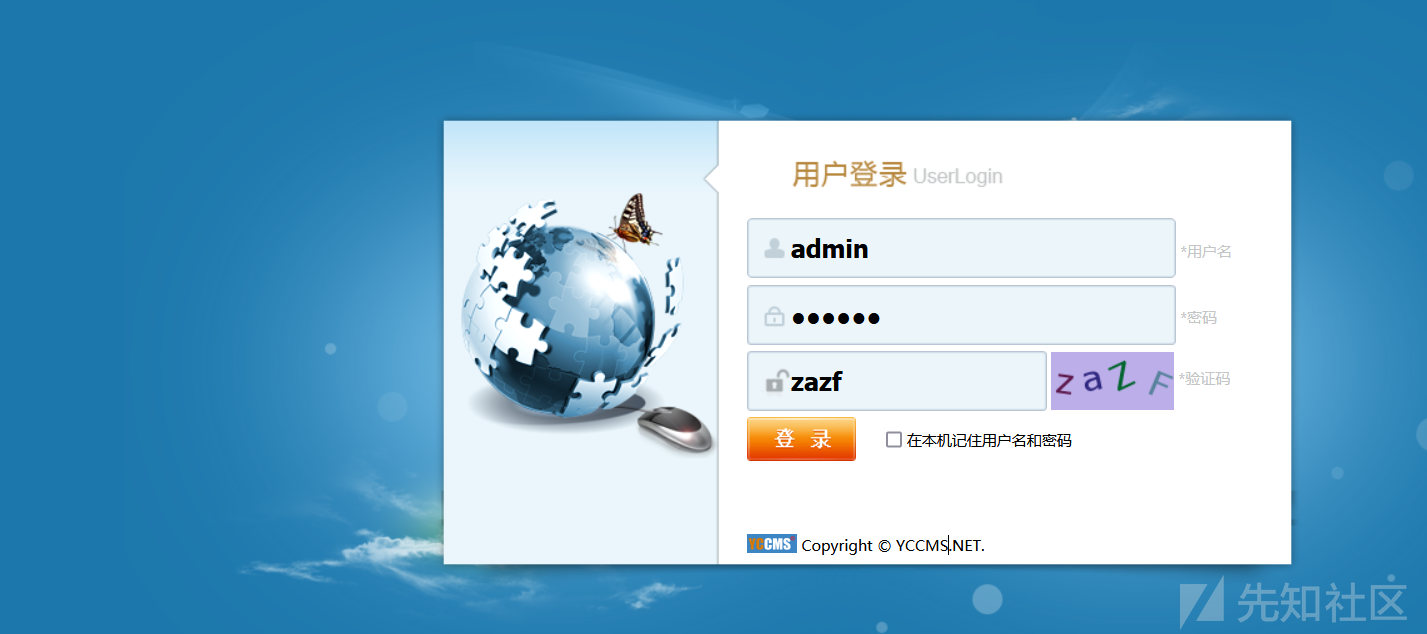 用户登录 UserLogin
admin *用户名
●●●●●● *密码
zazf zaZF *验证码
登 录 在本机记住用户名和密码
YCCMS Copyright © YCCMS.NET.
先知社区